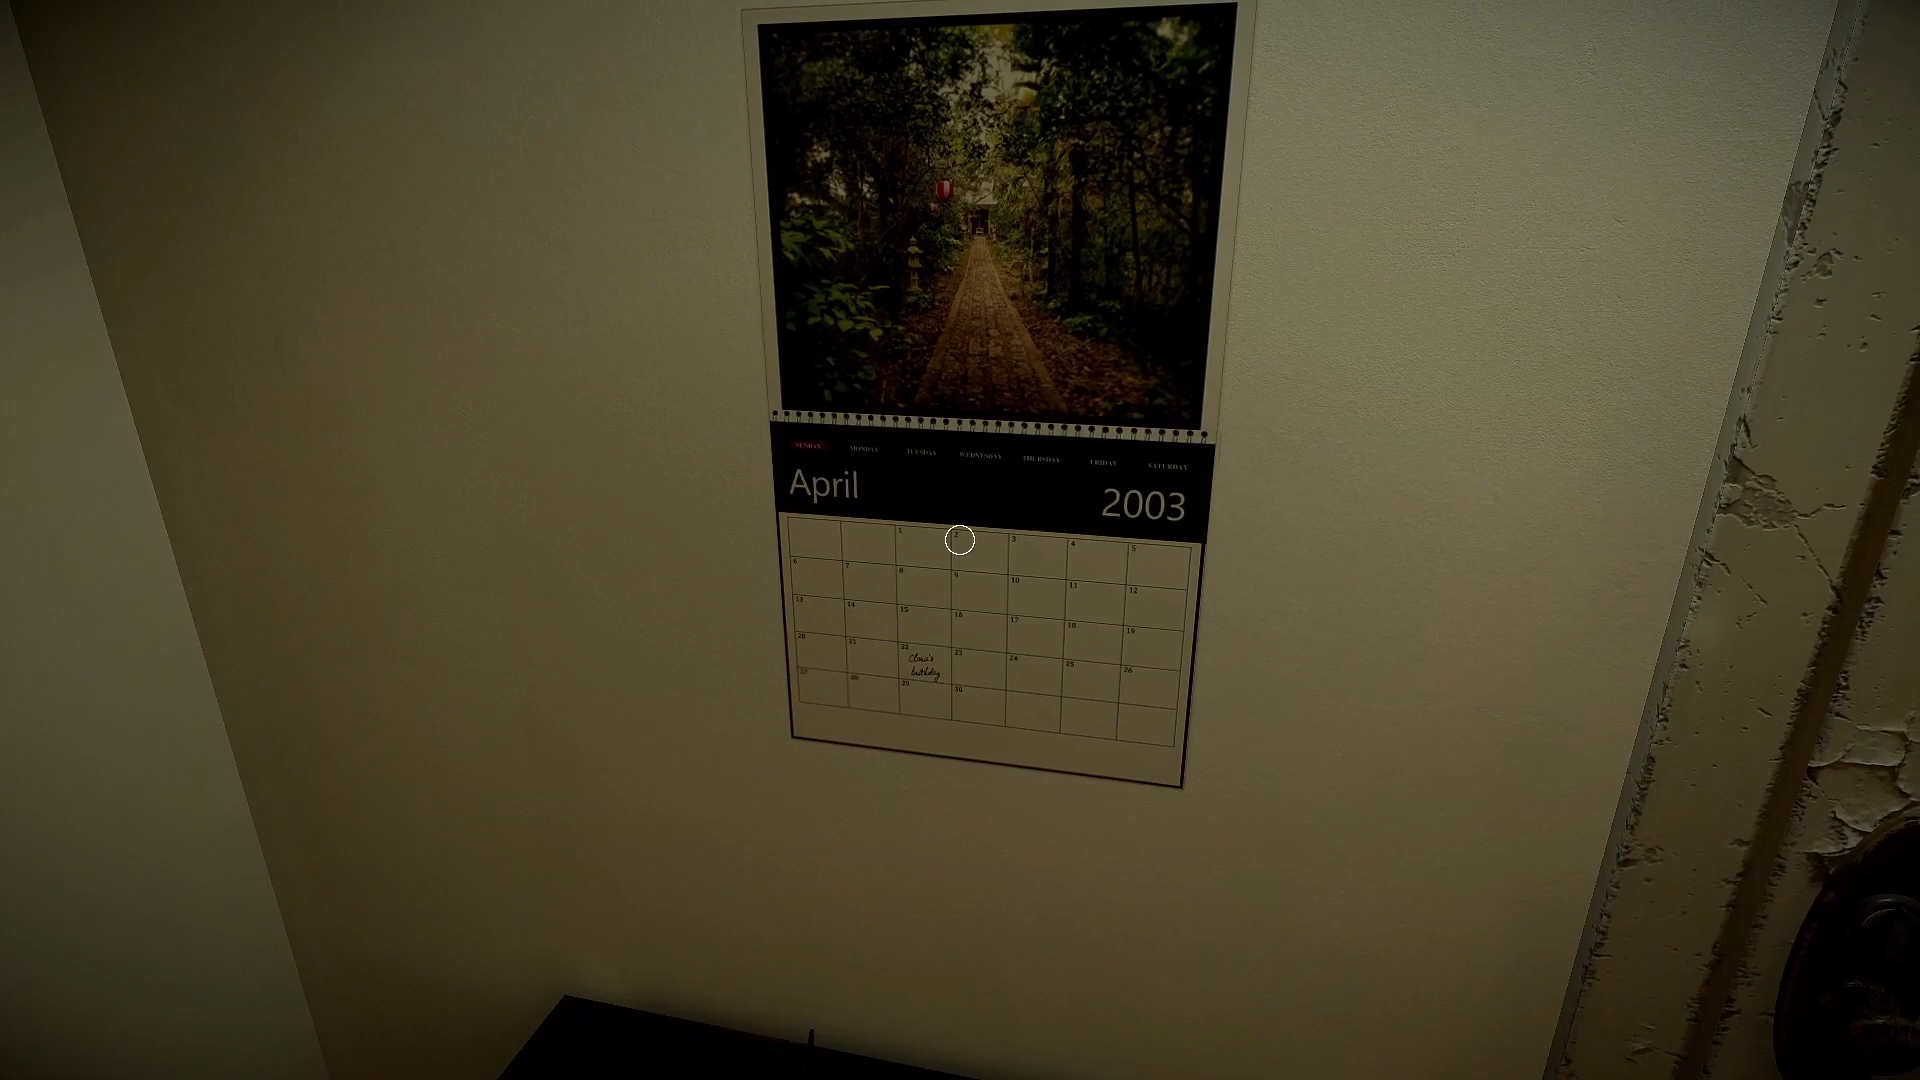 SUNDAY MONDAY TUESDAY WEDNESDAY THURSDAY FRIDAY SATURDAY
April 2003
1 2 3 4 5
6 7 8 9 10 11 12
13 14 15 16 17 18 19
20 21 22 23 24 25 26
Clara's
birthday
27 28 29 30